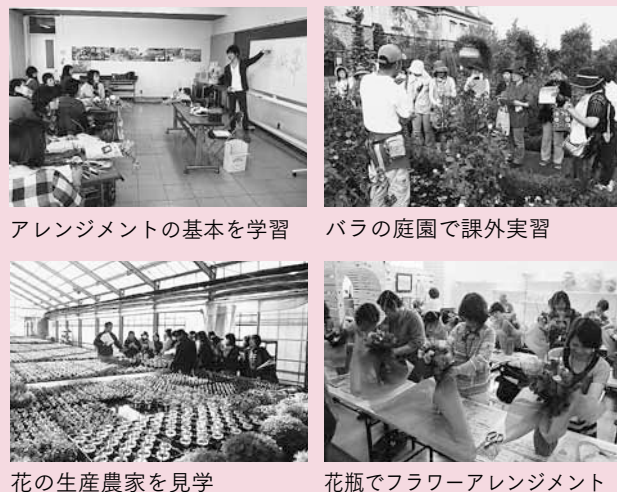 アレンジメントの基本を学習
バラの庭園で課外実習
花の生産農家を見学
花瓶でフラワーアレンジメント